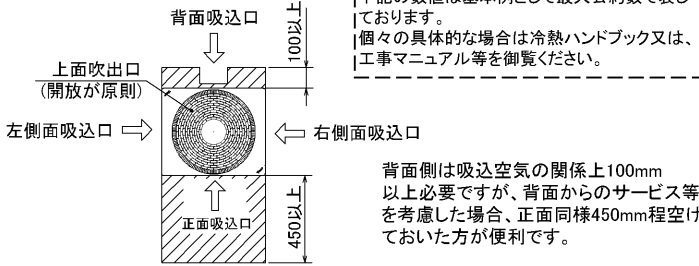 ております。
個々の具体的な場合は冷熱ハンドブック又は、
工事マニュアル等を御覧ください。
背面吸込口
100以上
上面吹出口
(開放が原則)
左側面吸込口
右側面吸込口
正面吸込口
450以上
背面側は吸込空気の関係上100mm
以上必要ですが、背面からのサービス等
を考慮した場合、正面同様450mm程空け
ておいた方が便利です。